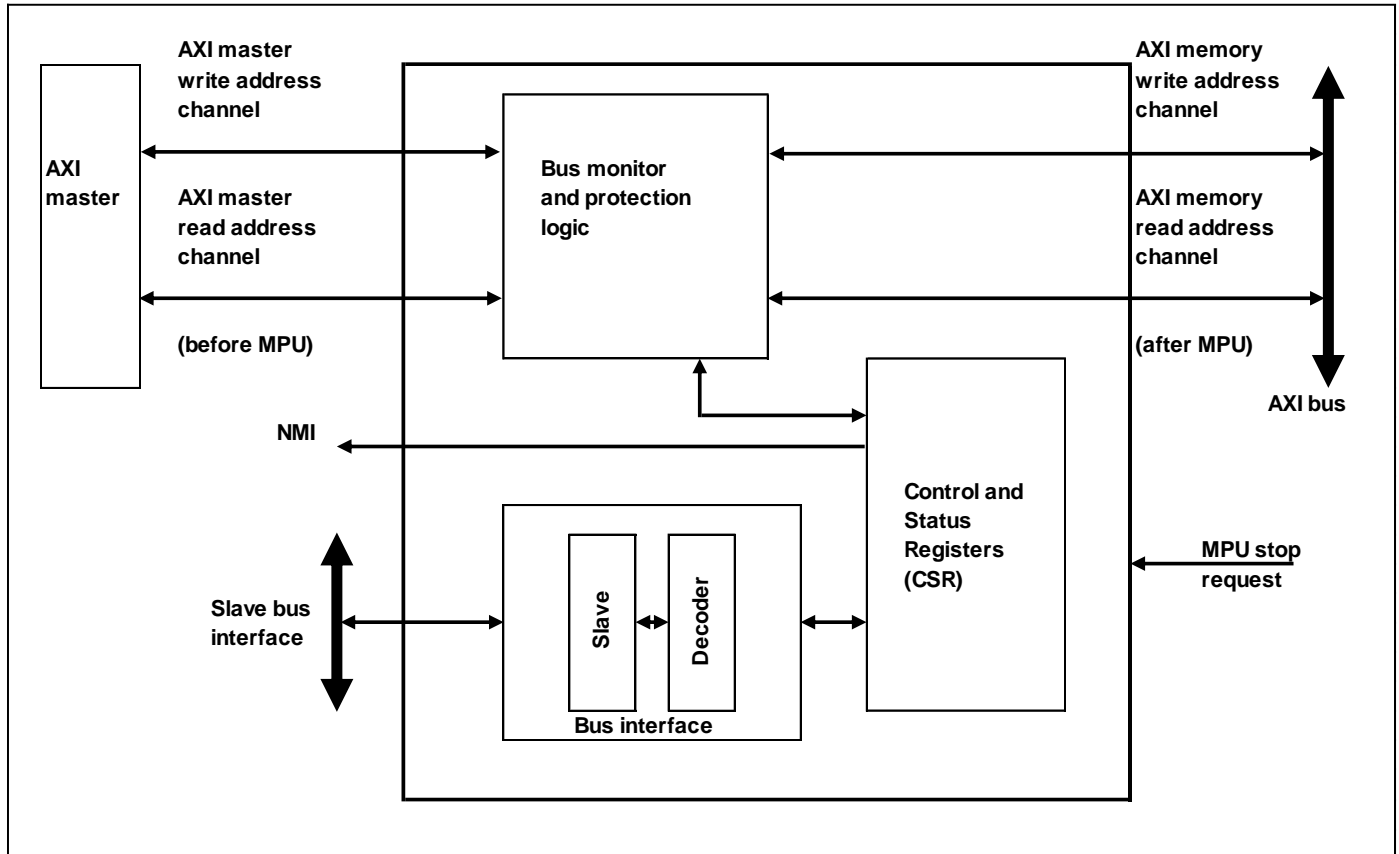 AXI master
write address
channel
AXI memory
write address
channel
AXI
master
Bus monitor
and protection
logic
AXI master
read address
channel
AXI memory
read address
channel
(before MPU)
(after MPU)
AXI bus
NMI
Control and
Status
Registers
(CSR)
MPU stop
request
Slave bus
interface
Slave
Decoder
Bus interface